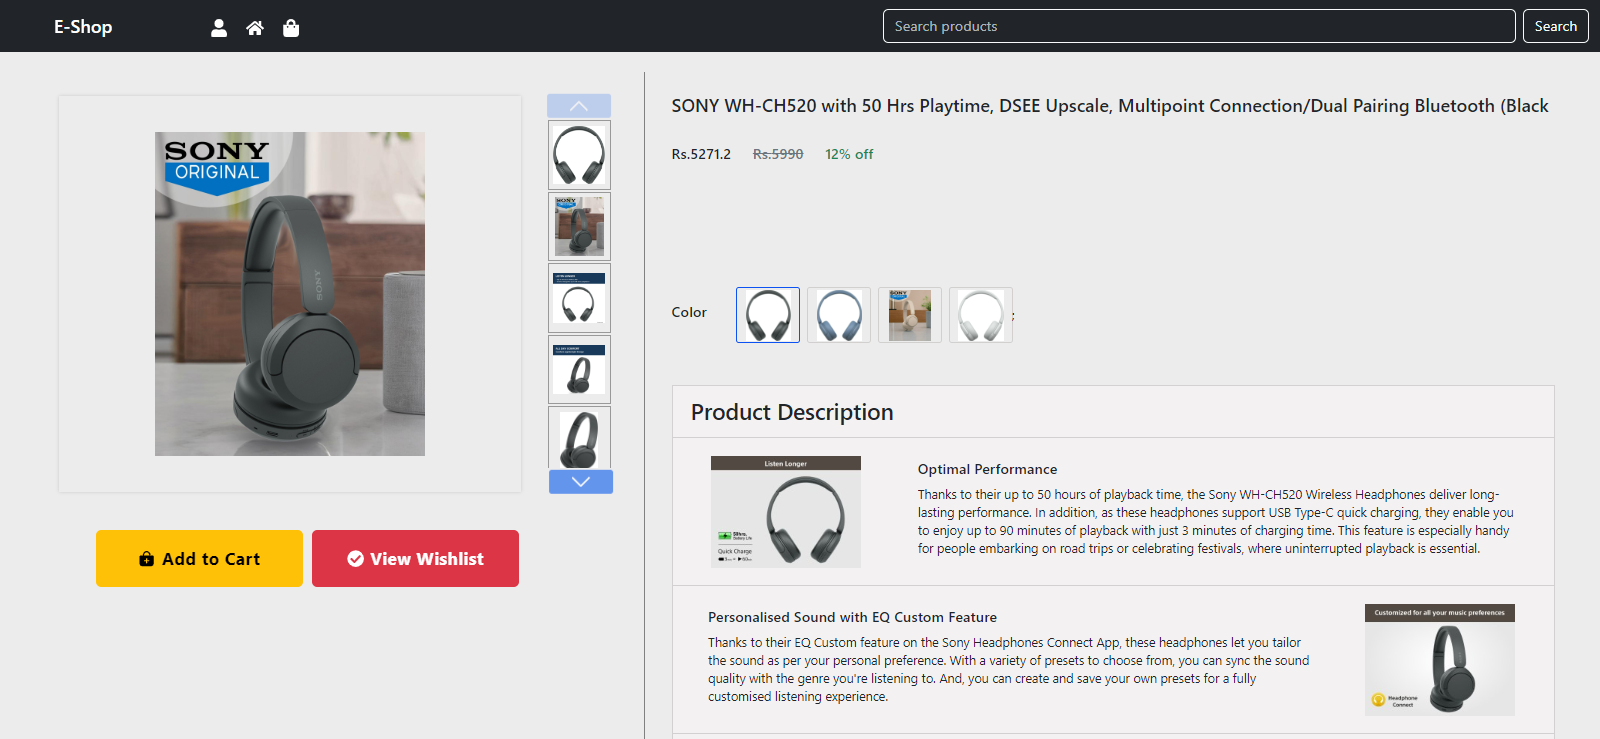 E-Shop
Search products
Search
SONY
ORIGINAL
SONY
SONY WH-CH520 with 50 Hrs Playtime, DSEE Upscale, Multipoint Connection/Dual Pairing Bluetooth (Black
Rs.5271.2 Rs.5990 12% off
Color
;
Add to Cart
View Wishlist
Product Description
Listen Longer
Quick Charge
Optimal Performance
Thanks to their up to 50 hours of playback time, the Sony WH-CH520 Wireless Headphones deliver long-
lasting performance. In addition, as these headphones support USB Type-C quick charging, they enable you
to enjoy up to 90 minutes of playback with just 3 minutes of charging time. This feature is especially handy
for people embarking on road trips or celebrating festivals, where uninterrupted playback is essential.
Personalised Sound with EQ Custom Feature
Thanks to their EQ Custom feature on the Sony Headphones Connect App, these headphones let you tailor
the sound as per your personal preference. With a variety of presets to choose from, you can sync the sound
quality with the genre you're listening to. And, you can create and save your own presets for a fully
customised listening experience.
Customized for all your music preferences
Headphone
Connect